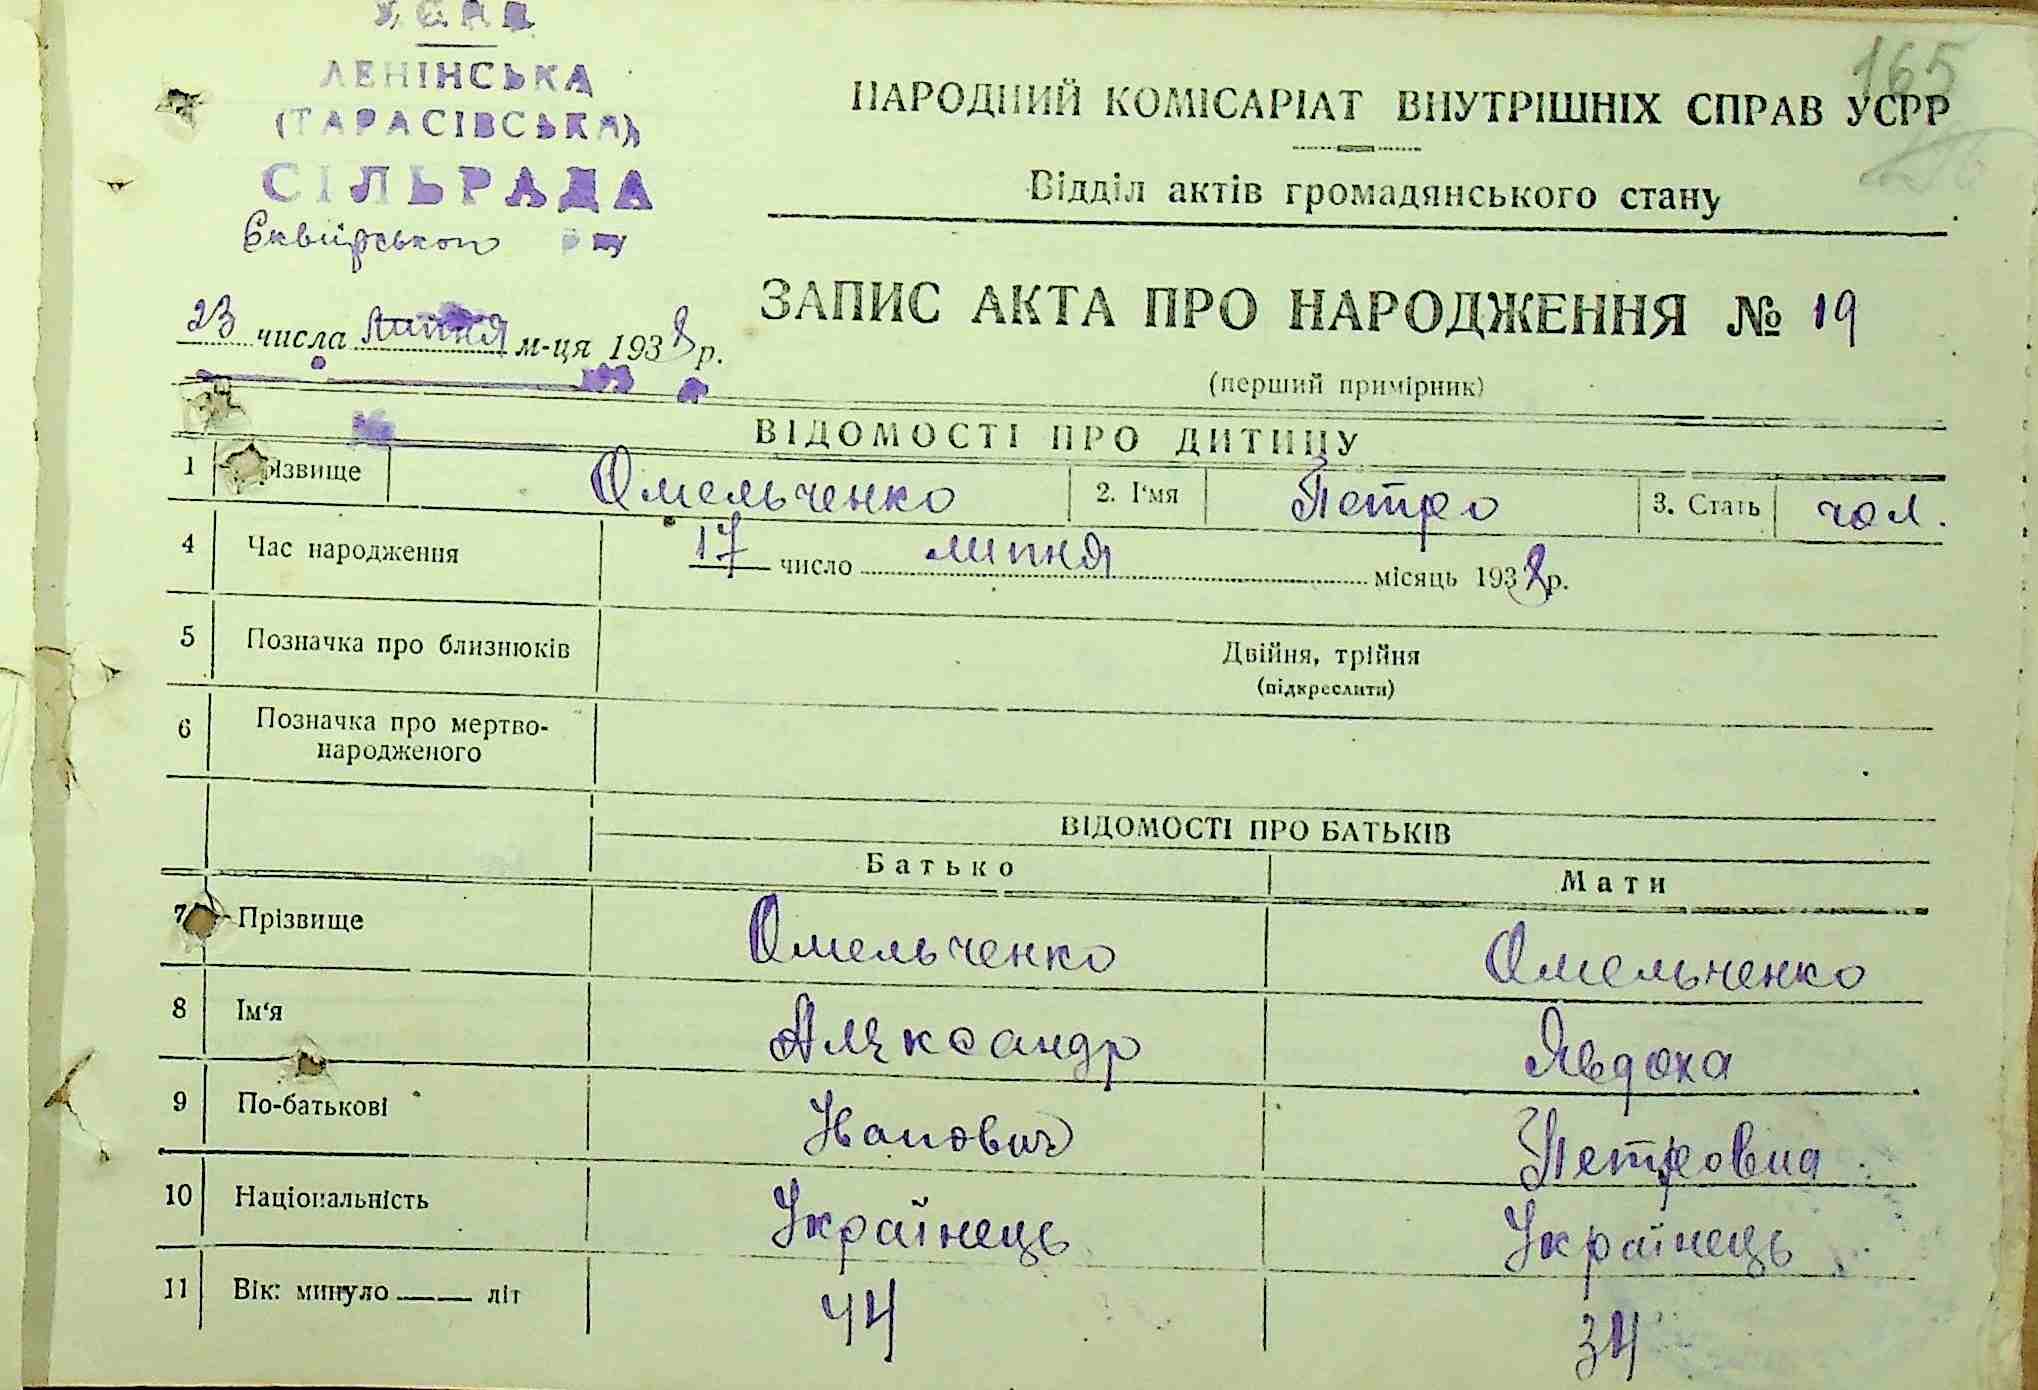 УСРР
ЛЕНІНСЬКА
(ТАРАСІВСЬКА)
СІЛЬРАДА
Сквирського р-ну
165
НАРОДНИЙ КОМІСАРІАТ ВНУТРІШНІХ СПРАВ УСРР
Відділ актів громадянського стану
23 числа липня м-ця 1938 р.
ЗАПИС АКТА ПРО НАРОДЖЕННЯ № 19
(перший примірник)
ВІДОМОСТІ ПРО ДИТИНУ
1 Прізвище Омельченко 2. І'мя Петро 3. Стать чол.
4 Час народження 17 число липня місяць 1938 р.
5 Позначка про близнюків Двійня, трійня
(підкреслити)
6 Позначка про мертво-
народженого
ВІДОМОСТІ ПРО БАТЬКІВ
Батько Мати
7 Прізвище Омельченко Омельченко
8 Ім'я Александр Явдоха
9 По-батькові Петровна
10 Національність Українець Українець
11 Вік: минуло —— літ 44 34